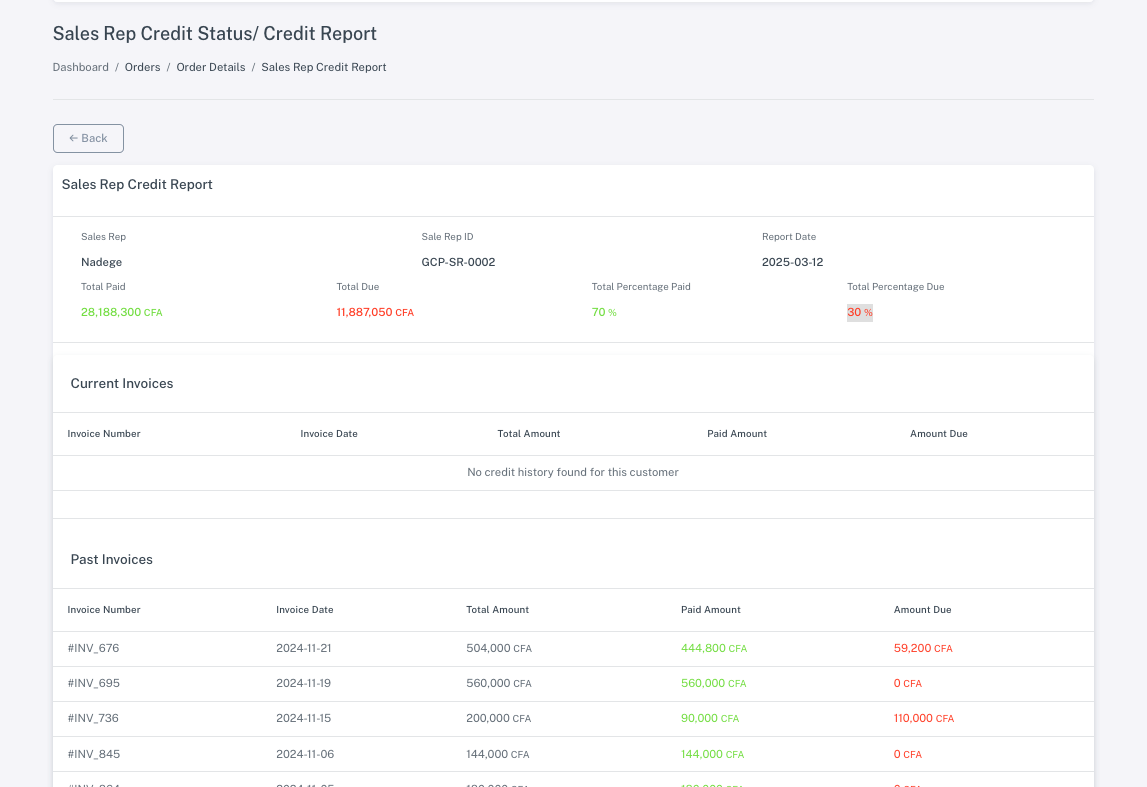 Sales Rep Credit Status/ Credit Report
Dashboard / Orders / Order Details / Sales Rep Credit Report
← Back
Sales Rep Credit Report
Sales Rep Sale Rep ID Report Date
Nadege GCP-SR-0002 2025-03-12
Total Paid Total Due Total Percentage Paid Total Percentage Due
28,188,300 CFA 11,887,050 CFA 70 % 30 %
Current Invoices
Invoice Number Invoice Date Total Amount Paid Amount Amount Due
No credit history found for this customer
Past Invoices
Invoice Number Invoice Date Total Amount Paid Amount Amount Due
#INV_676 2024-11-21 504,000 CFA 444,800 CFA 59,200 CFA
#INV_695 2024-11-19 560,000 CFA 560,000 CFA 0 CFA
#INV_736 2024-11-15 200,000 CFA 90,000 CFA 110,000 CFA
#INV_845 2024-11-06 144,000 CFA 144,000 CFA 0 CFA